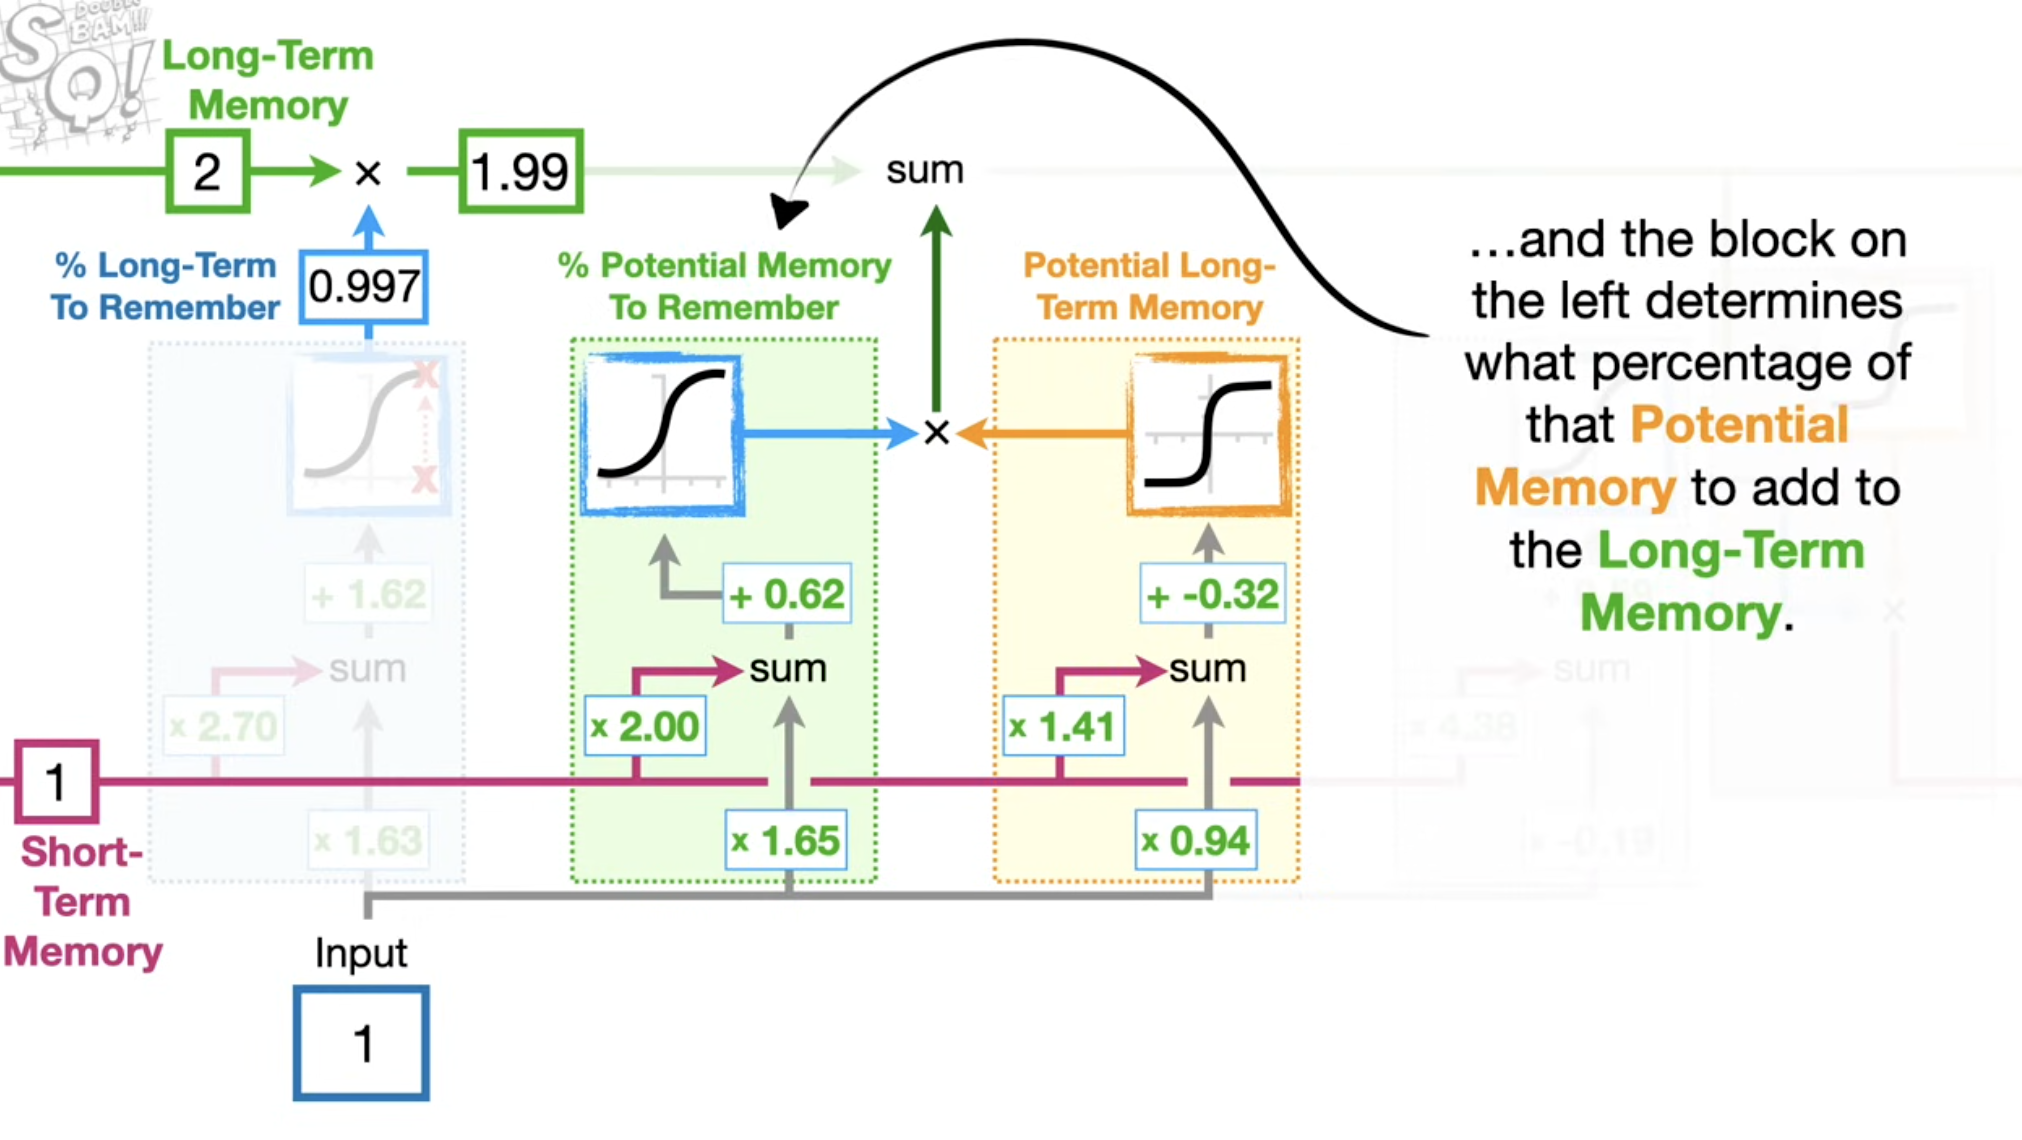 DOUBLE
BAM!!!
SQ!
Long-Term
Memory
2
×
1.99
sum
% Long-Term
To Remember
0.997
% Potential Memory
To Remember
Potential Long-
Term Memory
…and the block on
the left determines
what percentage of
that Potential
Memory to add to
the Long-Term
Memory.
X
X
×
+ 1.62
+ 0.62
+ -0.32
×
sum
sum
sum
sum
x 2.70
x 2.00
x 1.41
x 4.38
1
Short-
Term
Memory
x 1.63
x 1.65
x 0.94
x -0.19
Input
1